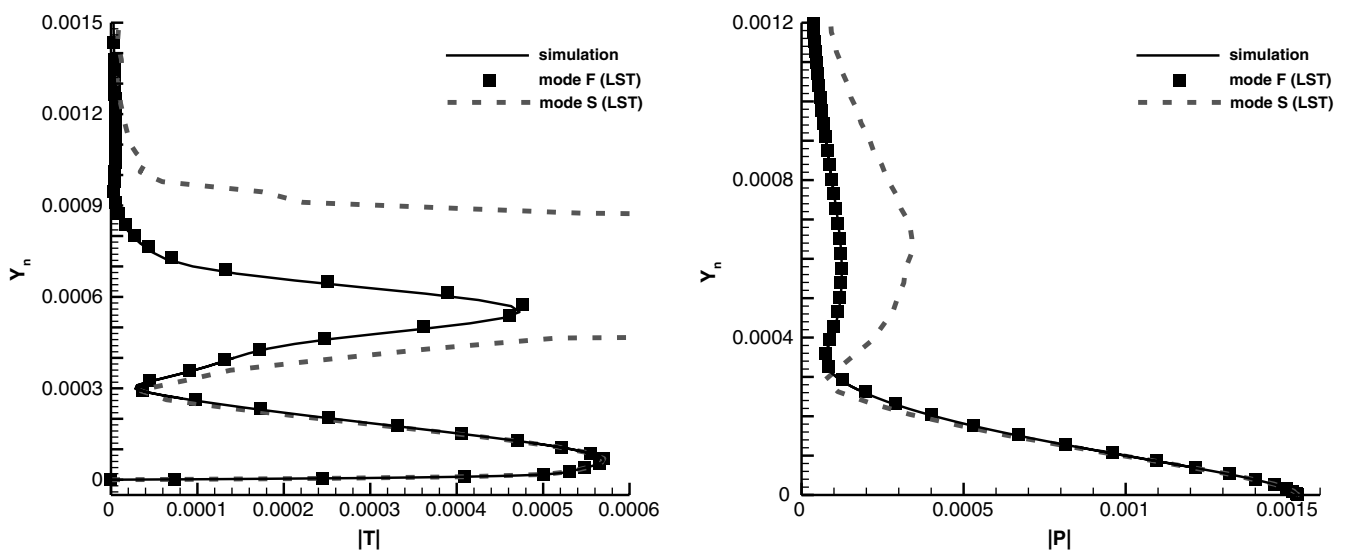 0.0015
0.0012
0.0009
0.0006
0.0003
0
Yn
0 0.0001 0.0002 0.0003 0.0004 0.0005 0.0006
|T|
simulation
mode F (LST)
mode S (LST)
0.0012
0.0008
0.0004
0
Yn
0 0.0005 0.001 0.0015
|P|
simulation
mode F (LST)
mode S (LST)